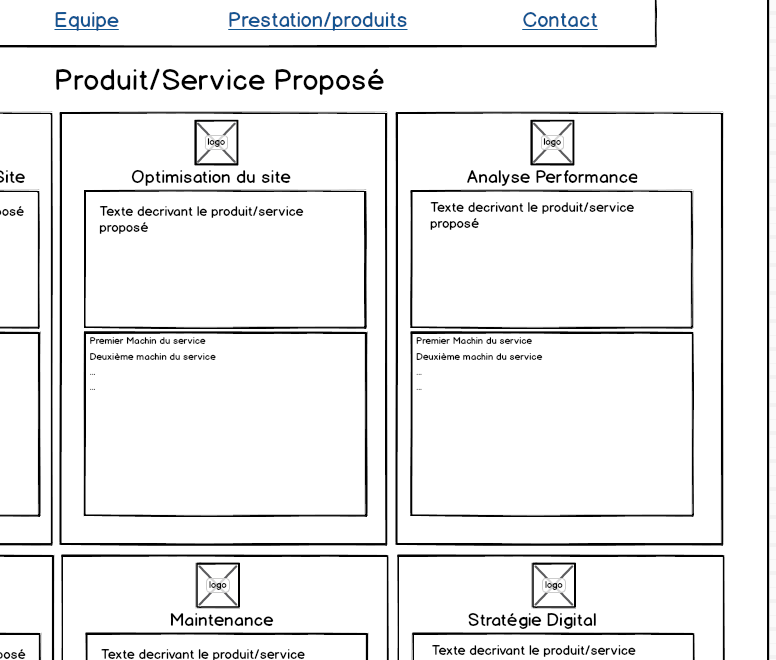 Equipe Prestation/produits Contact
Produit/Service Proposé
logo
Optimisation du site
Texte decrivant le produit/service
proposé
Premier Machin du service
Deuxième machin du service
...
...
logo
Analyse Performance
Texte decrivant le produit/service
proposé
Premier Machin du service
Deuxième machin du service
...
...
Site
logo
Maintenance
Texte decrivant le produit/service
logo
Stratégie Digital
Texte decrivant le produit/service